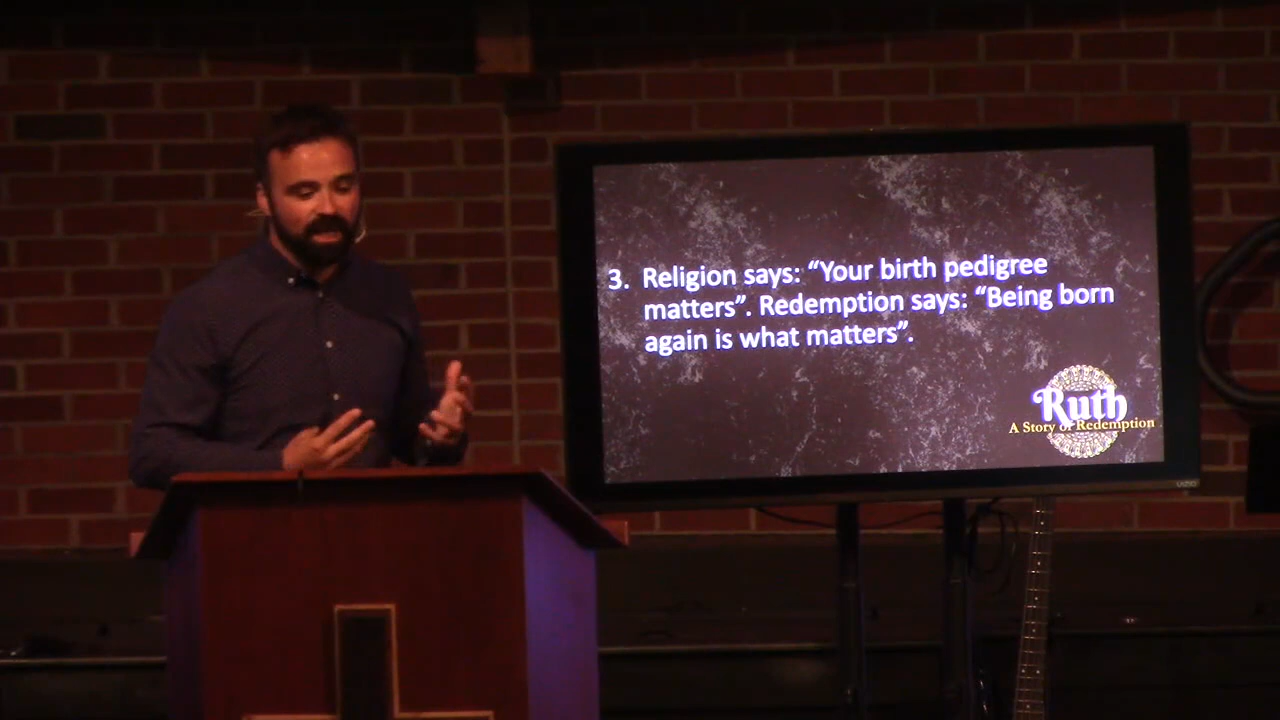 3. Religion says: “Your birth pedigree
matters”. Redemption says: “Being born
again is what matters”.
Ruth
A Story of Redemption
VIZIO